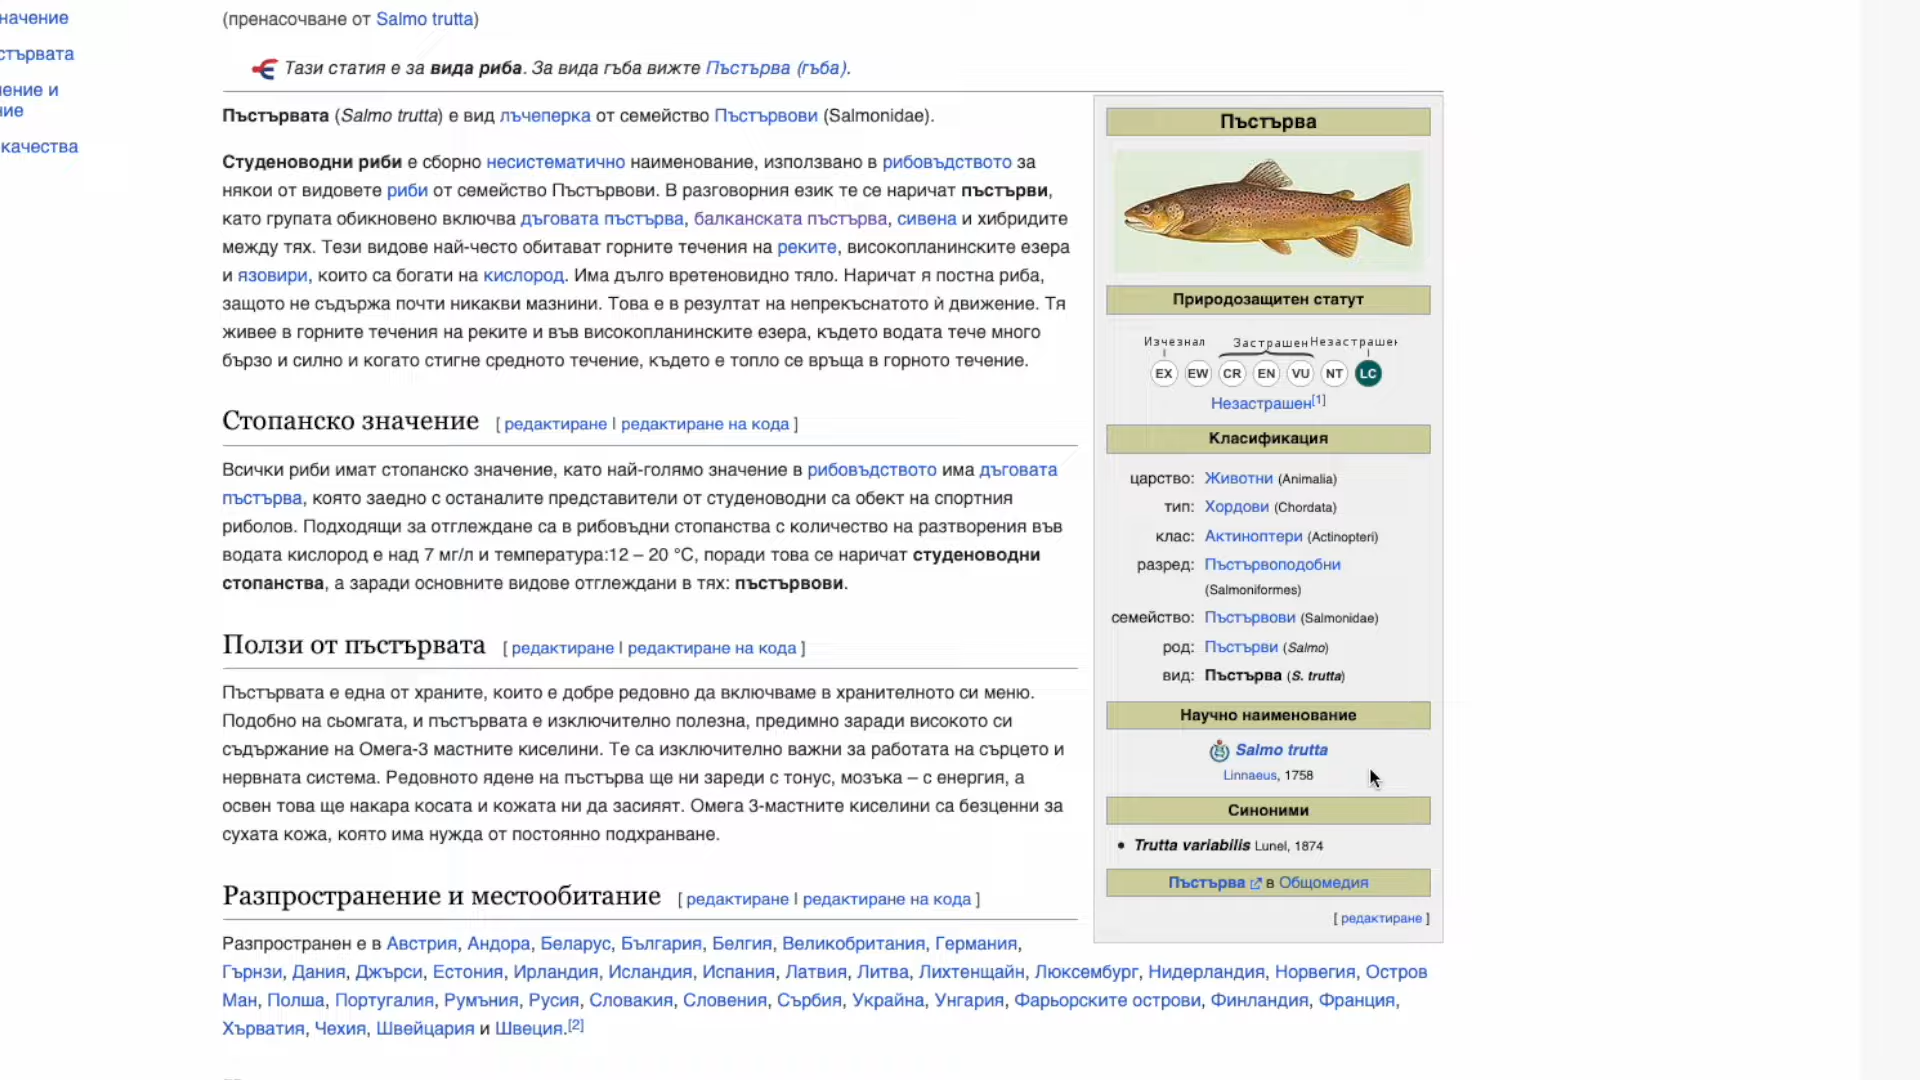 начение
(пренасочване от Salmo trutta)
стървата
Тази статия е за вида риба. За вида гъба вижте Пъстърва (гъба).
ение и
ние
качества
Пъстървата (Salmo trutta) е вид лъчеперка от семейство Пъстървови (Salmonidae).
Студеноводни риби е сборно несистематично наименование, използвано в рибовъдството за
някои от видовете риби от семейство Пъстървови. В разговорния език те се наричат пъстърви,
като групата обикновено включва дъговата пъстърва, балканската пъстърва, сивена и хибридите
между тях. Тези видове най-често обитават горните течения на реките, високопланинските езера
и язовири, които са богати на кислород. Има дълго вретеновидно тяло. Наричат я постна риба,
защото не съдържа почти никакви мазнини. Това е в резултат на непрекъснатото ѝ движение. Тя
живее в горните течения на реките и във високопланинските езера, където водата тече много
бързо и силно и когато стигне средното течение, където е топло се връща в горното течение.
Стопанско значение [ редактиране | редактиране на кода ]
Всички риби имат стопанско значение, като най-голямо значение в рибовъдството има дъговата
пъстърва, която заедно с останалите представители от студеноводни са обект на спортния
риболов. Подходящи за отглеждане са в рибовъдни стопанства с количество на разтворения във
водата кислород е над 7 мг/л и температура:12 – 20 °C, поради това се наричат студеноводни
стопанства, а заради основните видове отглеждани в тях: пъстървови.
Ползи от пъстървата [ редактиране | редактиране на кода ]
Пъстървата е една от храните, които е добре редовно да включваме в хранителното си меню.
Подобно на сьомгата, и пъстървата е изключително полезна, предимно заради високото си
съдържание на Омега-3 мастните киселини. Те са изключително важни за работата на сърцето и
нервната система. Редовното ядене на пъстърва ще ни зареди с тонус, мозъка – с енергия, а
освен това ще накара косата и кожата ни да засияят. Омега 3-мастните киселини са безценни за
сухата кожа, която има нужда от постоянно подхранване.
Разпространение и местообитание [ редактиране | редактиране на кода ]
Разпространен е в Австрия, Андора, Беларус, България, Белгия, Великобритания, Германия,
Гърнзи, Дания, Джърси, Естония, Ирландия, Исландия, Испания, Латвия, Литва, Лихтенщайн, Люксембург, Нидерландия, Норвегия, Остров
Ман, Полша, Португалия, Румъния, Русия, Словакия, Словения, Сърбия, Украйна, Унгария, Фарьорските острови, Финландия, Франция,
Хърватия, Чехия, Швейцария и Швеция.[2]
Пъстърва
Природозащитен статут
Изчезнал Застрашен Незастрашен
EX EW CR EN VU NT LC
Незастрашен[1]
Класификация
царство: Животни (Animalia)
тип: Хордови (Chordata)
клас: Актиноптери (Actinopteri)
разред: Пъстървоподобни
(Salmoniformes)
семейство: Пъстървови (Salmonidae)
род: Пъстърви (Salmo)
вид: Пъстърва (S. trutta)
Научно наименование
Salmo trutta
Linnaeus, 1758
Синоними
• Trutta variabilis Lunel, 1874
Пъстърва в Общомедия
[ редактиране ]